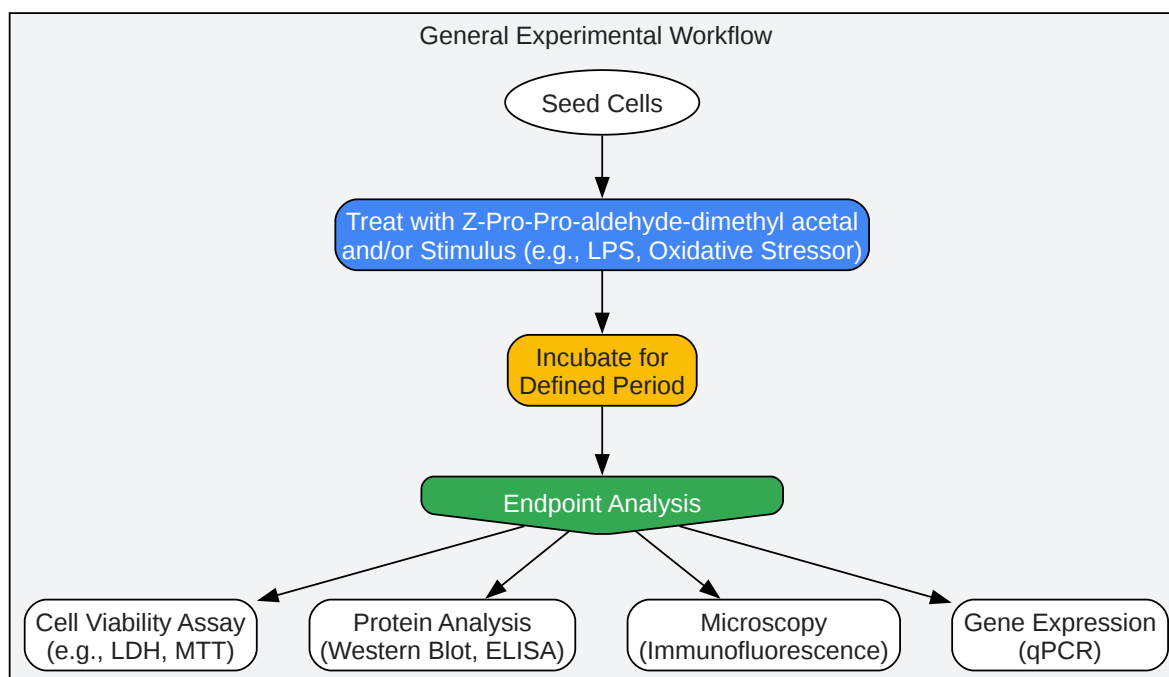 General Experimental Workflow
Seed Cells
Treat with Z-Pro-Pro-aldehyde-dimethyl acetal
and/or Stimulus (e.g., LPS, Oxidative Stressor)
Incubate for
Defined Period
Endpoint Analysis
Cell Viability Assay
(e.g., LDH, MTT)
Protein Analysis
(Western Blot, ELISA)
Microscopy
(Immunofluorescence)
Gene Expression
(qPCR)